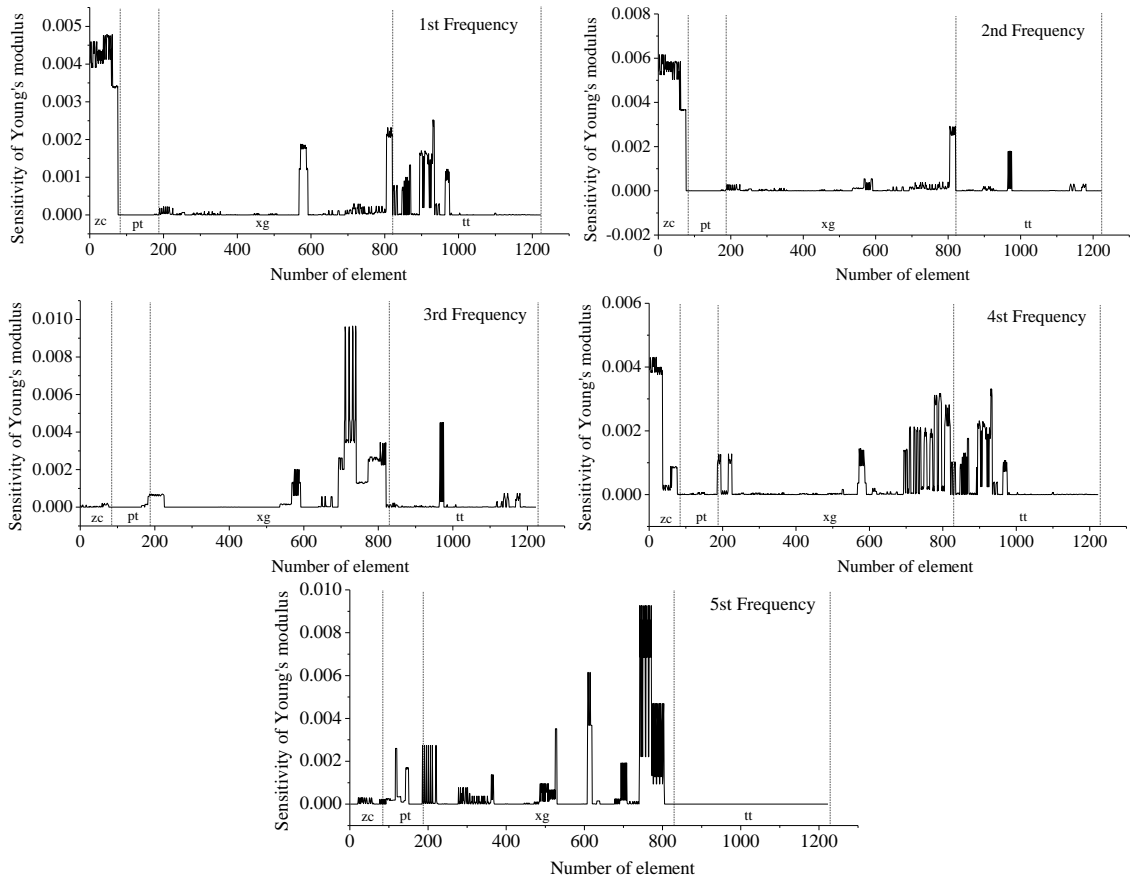 1st Frequency
Sensitivity of Young's modulus
0.005
0.004
0.003
0.002
0.001
0.000
zc pt xg tt
0 200 400 600 800 1000 1200
Number of element
2nd Frequency
Sensitivity of Young's modulus
0.008
0.006
0.004
0.002
0.000
-0.002
zc pt xg tt
0 200 400 600 800 1000 1200
Number of element
3rd Frequency
Sensitivity of Young's modulus
0.010
0.008
0.006
0.004
0.002
0.000
zc pt xg tt
0 200 400 600 800 1000 1200
Number of element
4st Frequency
Sensitivity of Young's modulus
0.006
0.004
0.002
0.000
zc pt xg tt
0 200 400 600 800 1000 1200
Number of element
5st Frequency
Sensitivity of Young's modulus
0.010
0.008
0.006
0.004
0.002
0.000
zc pt xg tt
0 200 400 600 800 1000 1200
Number of element